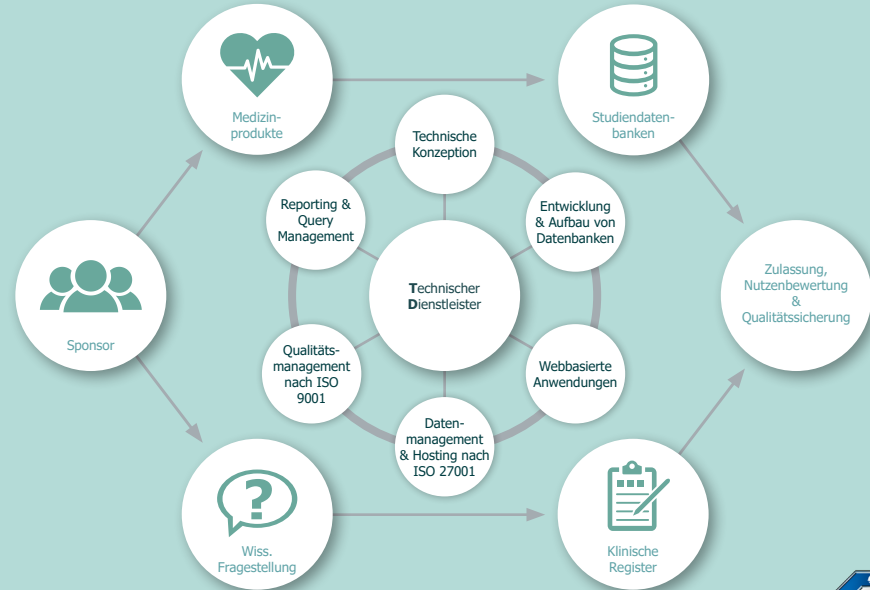 Medizin-
produkte
Studiendaten-
banken
Technische
Konzeption
Reporting &
Query
Management
Entwicklung
& Aufbau von
Datenbanken
Sponsor
Technischer
Dienstleister
Zulassung,
Nutzenbewertung
&
Qualitätssicherung
Qualitäts-
management
nach ISO
9001
Webbasierte
Anwendungen
Daten-
management
& Hosting nach
ISO 27001
?
Wiss.
Fragestellung
Klinische
Register